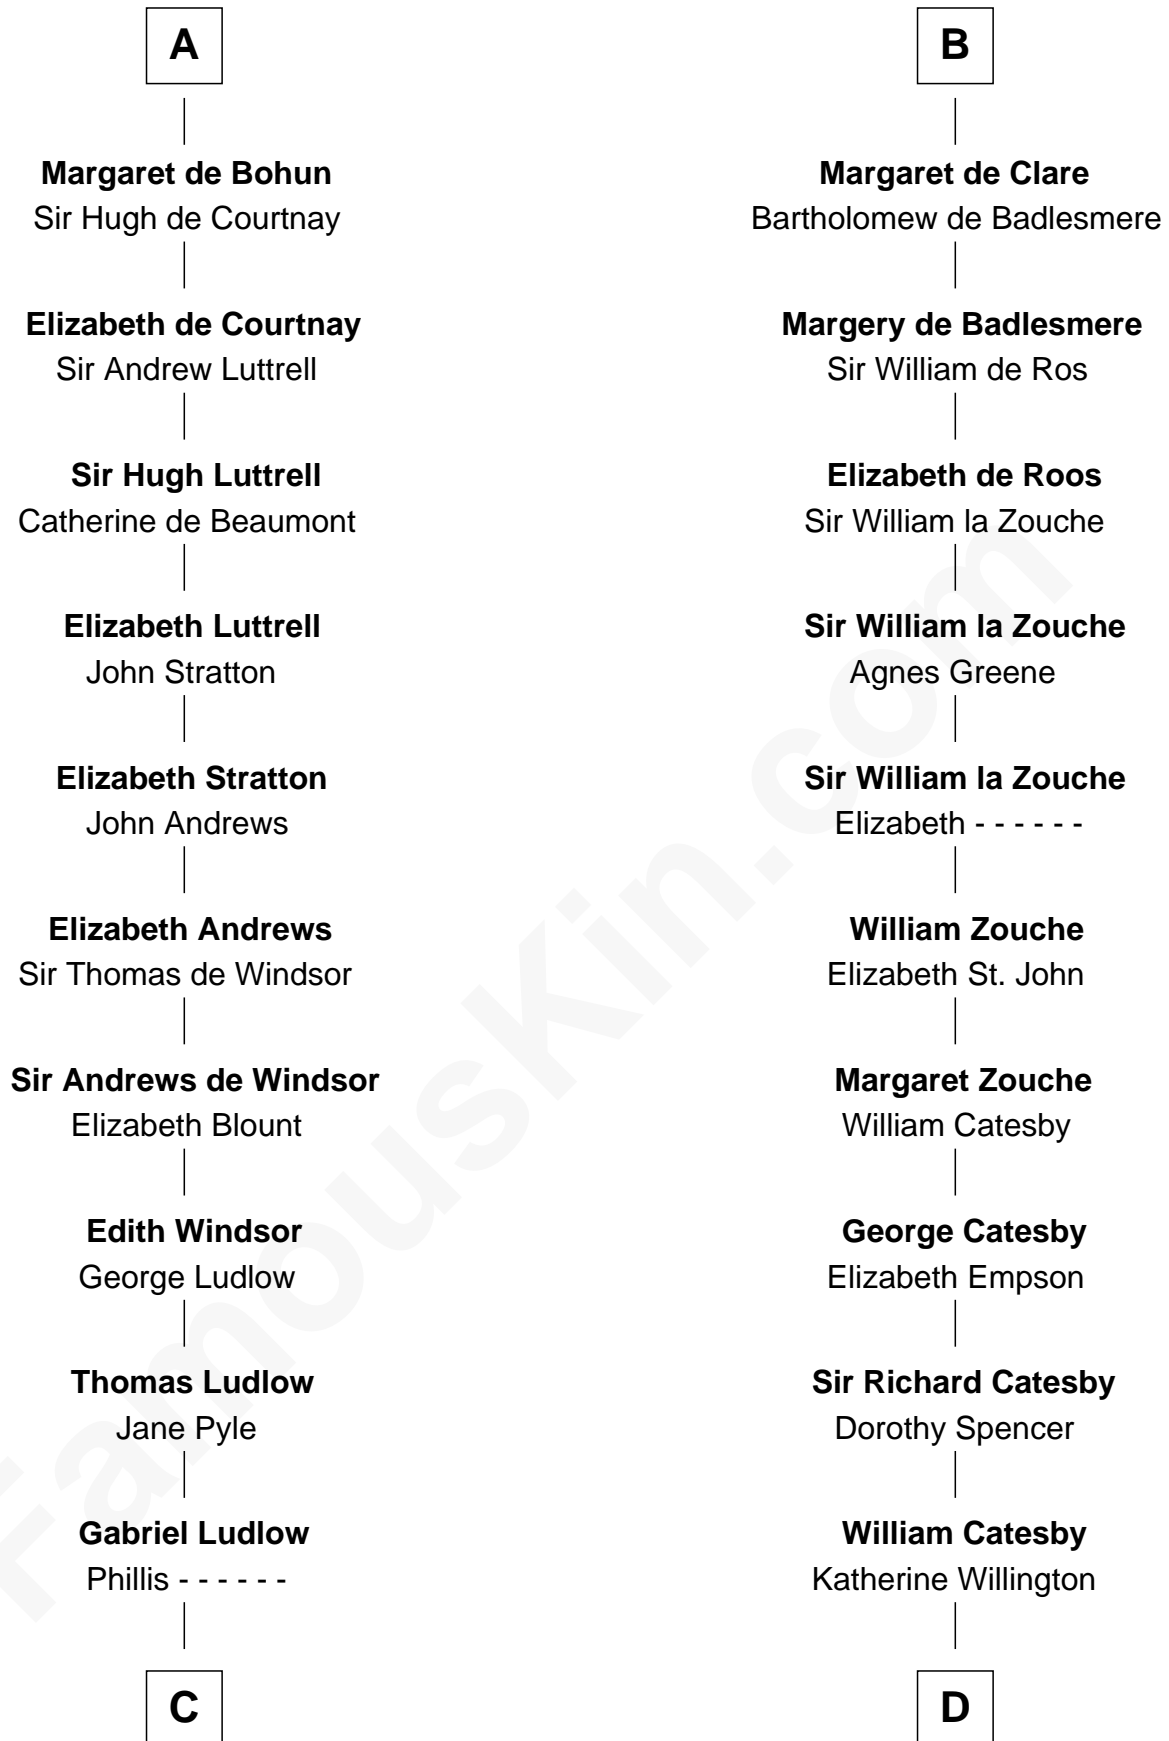 A
Margaret de Bohun
Sir Hugh de Courtnay
Elizabeth de Courtnay
Sir Andrew Luttrell
Sir Hugh Luttrell
Catherine de Beaumont
Elizabeth Luttrell
John Stratton
Elizabeth Stratton
John Andrews
Elizabeth Andrews
Sir Thomas de Windsor
Sir Andrews de Windsor
Elizabeth Blount
Edith Windsor
George Ludlow
Thomas Ludlow
Jane Pyle
Gabriel Ludlow
Phillis - - - - - -
C
B
Margaret de Clare
Bartholomew de Badlesmere
Margery de Badlesmere
Sir William de Ros
Elizabeth de Roos
Sir William la Zouche
Sir William la Zouche
Agnes Greene
Sir William la Zouche
Elizabeth - - - - - -
William Zouche
Elizabeth St. John
Margaret Zouche
William Catesby
George Catesby
Elizabeth Empson
Sir Richard Catesby
Dorothy Spencer
William Catesby
Katherine Willington
D
FamousKin.com